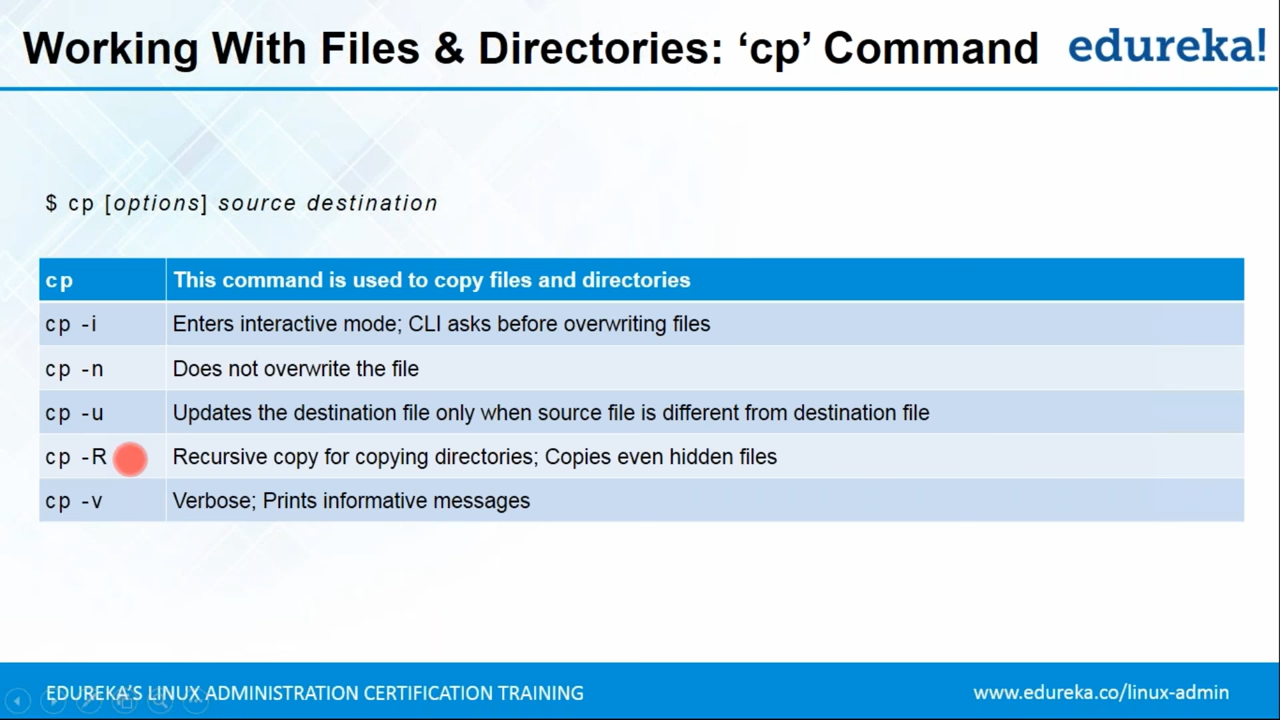 Working With Files & Directories: ‘cp’ Command
edureka!
$ cp [options] source destination
cp This command is used to copy files and directories
cp -i Enters interactive mode; CLI asks before overwriting files
cp -n Does not overwrite the file
cp -u Updates the destination file only when source file is different from destination file
cp -R Recursive copy for copying directories; Copies even hidden files
cp -v Verbose; Prints informative messages
EDUREKA'S LINUX ADMINISTRATION CERTIFICATION TRAINING
www.edureka.co/linux-admin